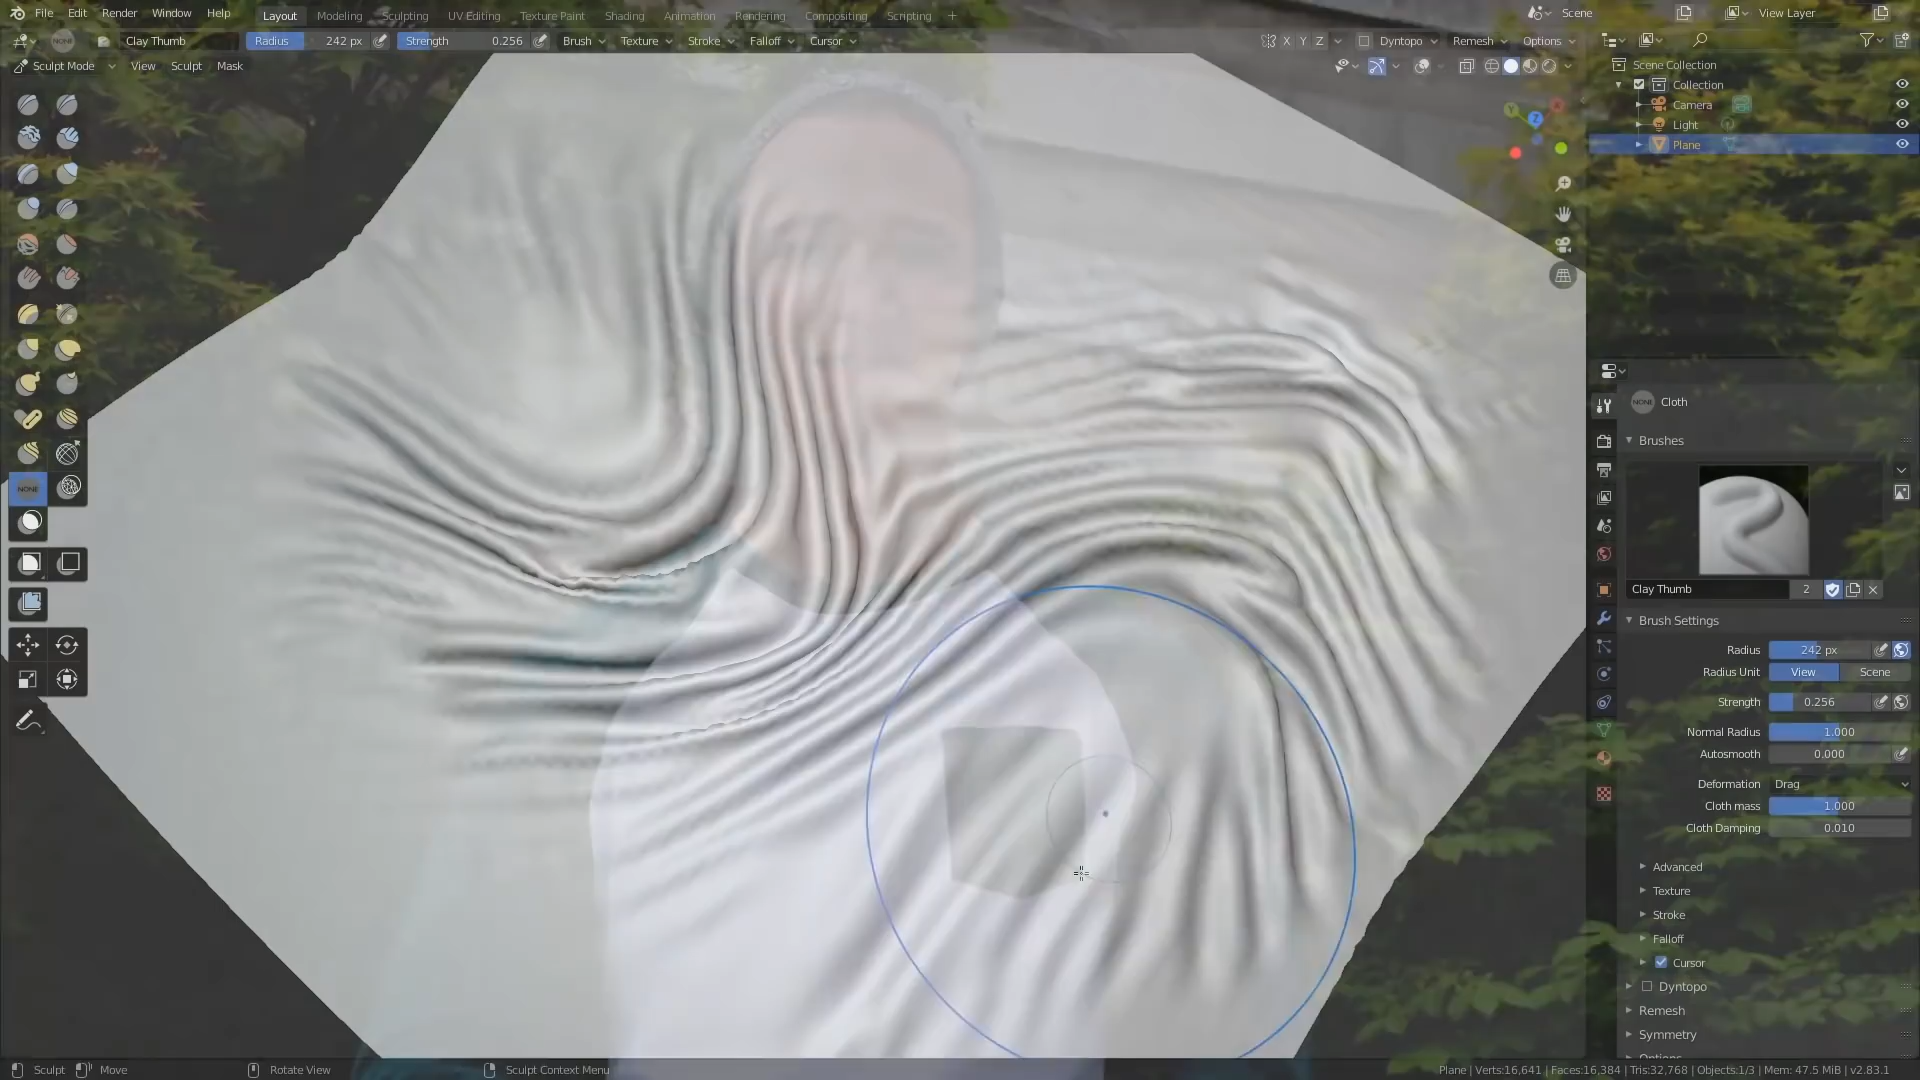 File Edit Render Window Help Layout Modeling Sculpting UV Editing Texture Paint Shading Animation Rendering Compositing Scripting + Scene View Layer
NONE Clay Thumb Radius 242 px Strength 0.256 Brush Texture Stroke Falloff Cursor X Y Z Dyntopo Remesh Options
Sculpt Mode View Sculpt Mask
Scene Collection
Collection
Camera
Light
Plane
Y
Z
NONE
NONE Cloth
Brushes
Clay Thumb 2
Brush Settings
Radius 242 px
Radius Unit View Scene
Strength 0.256
Normal Radius 1.000
Autosmooth 0.000
Deformation Drag
Cloth mass 1.000
Cloth Damping 0.010
Advanced
Texture
Stroke
Falloff
Cursor
Dyntopo
Remesh
Symmetry
Options
Sculpt Move Rotate View Sculpt Context Menu Plane | Verts:16,641 | Faces:16,384 | Tris:32,768 | Objects:1/3 | Mem: 47.5 MiB | v2.83.1